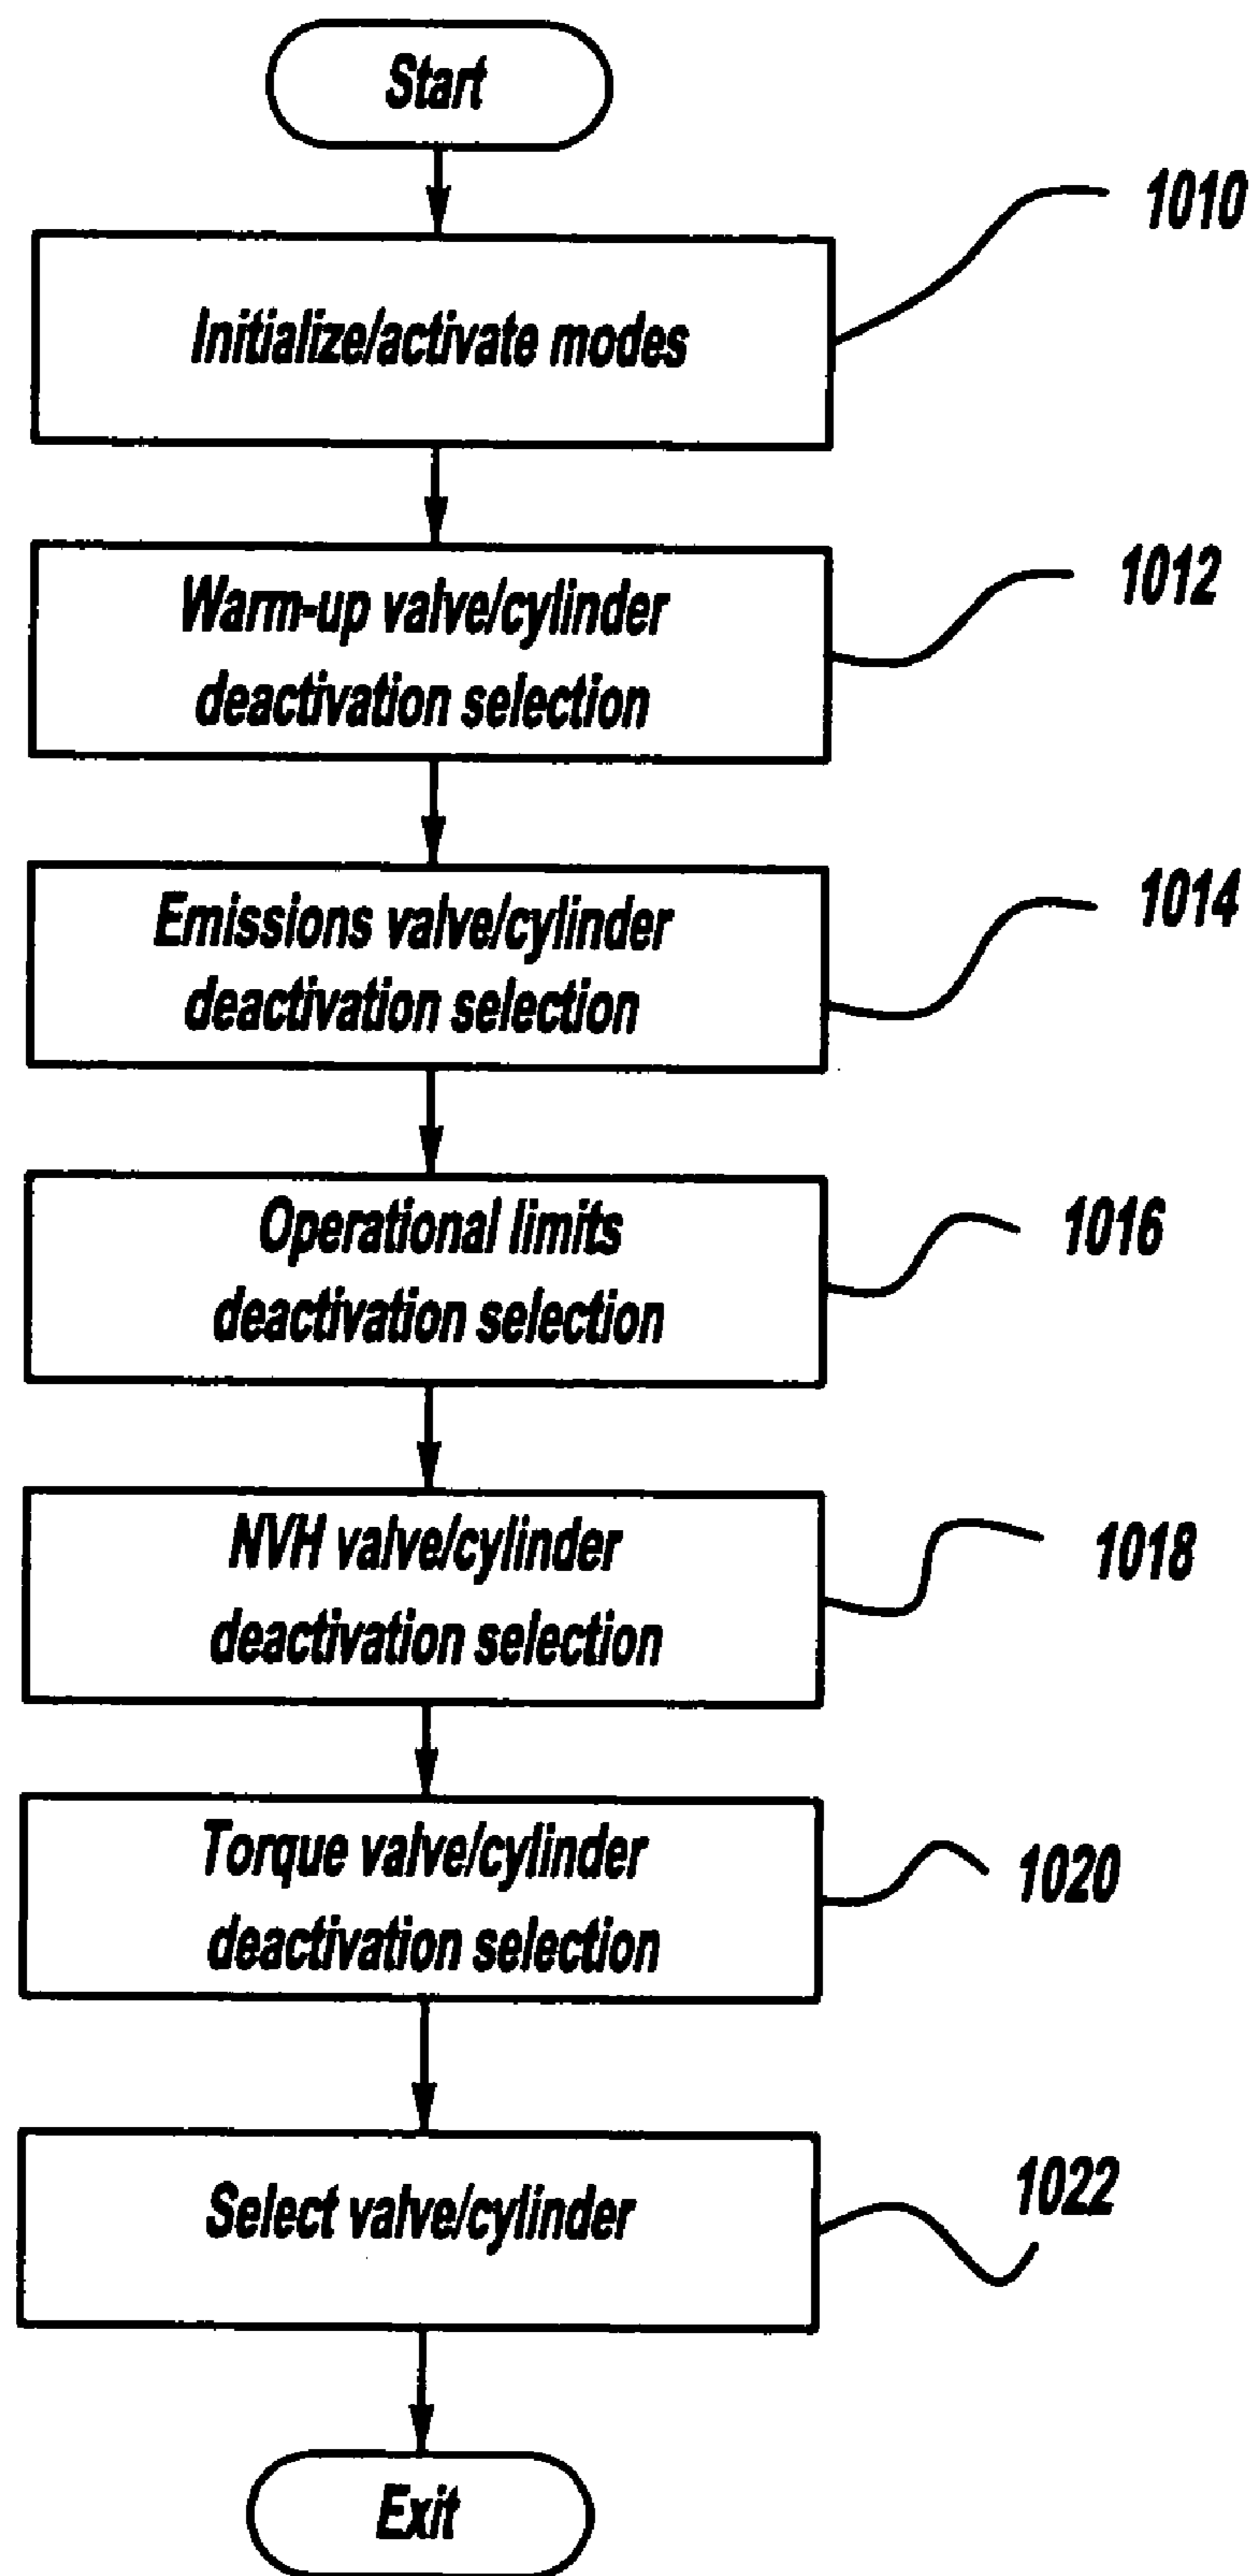 Start
1010
Initialize/activate modes
1012
Warm-up valve/cylinder
deactivation selection
1014
Emissions valve/cylinder
deactivation selection
1016
Operational limits
deactivation selection
1018
NVH valve/cylinder
deactivation selection
1020
Torque valve/cylinder
deactivation selection
1022
Select valve/cylinder
Exit